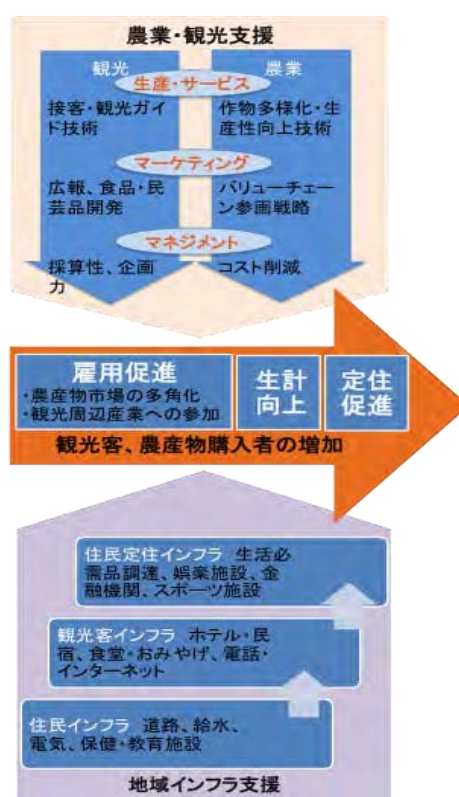 農業・観光支援
観光
農業
生産・サービス
接客・観光ガイ
ド技術
作物多様化・生
産性向上技術
マーケティング
広報、食品・民
芸品開発
バリューチェー
ン参画戦略
マネジメント
採算性、企画
力
コスト削減
雇用促進
・農産物市場の多角化
・観光周辺産業への参加
生計
向上
定住
促進
観光客、農産物購入者の増加
住民定住インフラ 生活必
需品調達、娯楽施設、金
融機関、スポーツ施設
観光客インフラ ホテル・民
宿、食堂・おみやげ、電話・
インターネット
住民インフラ 道路、給水、
電気、保健・教育施設
地域インフラ支援